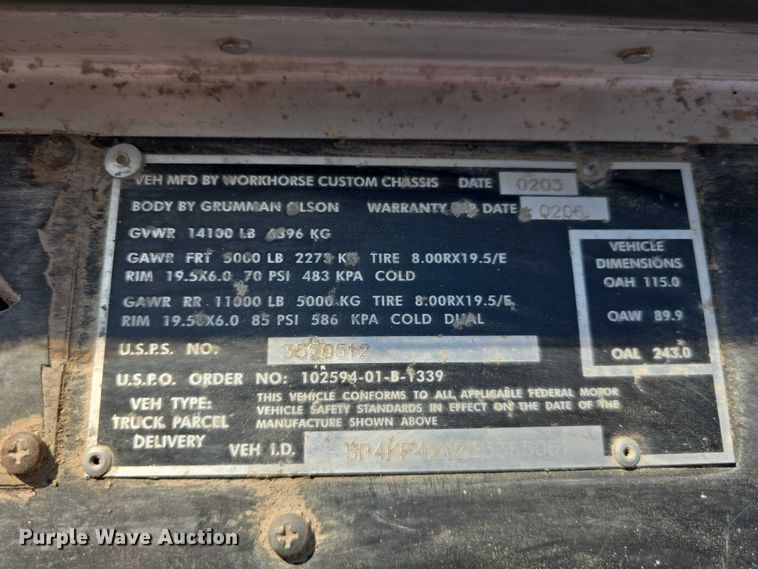 VEH MFD BY WORKHORSE CUSTOM CHASSIS DATE 0203
BODY BY GRUMMAN OLSON WARRANTY EXP DATE 0206
GVWR 14100 LB 6396 KG
GAWR FRT 5000 LB 2273 KG TIRE 8.00RX19.5/E
RIM 19.5X6.0 70 PSI 483 KPA COLD
GAWR RR 11000 LB 5000 KG TIRE 8.00RX19.5/E
RIM 19.5X6.0 85 PSI 586 KPA COLD DUAL
VEHICLE
DIMENSIONS
OAH 115.0
OAW 89.9
OAL 243.0
U.S.P.S. NO. 3590512
U.S.P.O. ORDER NO: 102594-01-B-1339
VEH TYPE:
TRUCK PARCEL
DELIVERY
THIS VEHICLE CONFORMS TO ALL APPLICABLE FEDERAL MOTOR
VEHICLE SAFETY STANDARDS IN EFFECT ON THE DATE OF THE
MANUFACTURE SHOWN ABOVE
VEH I.D.
Purple Wave Auction